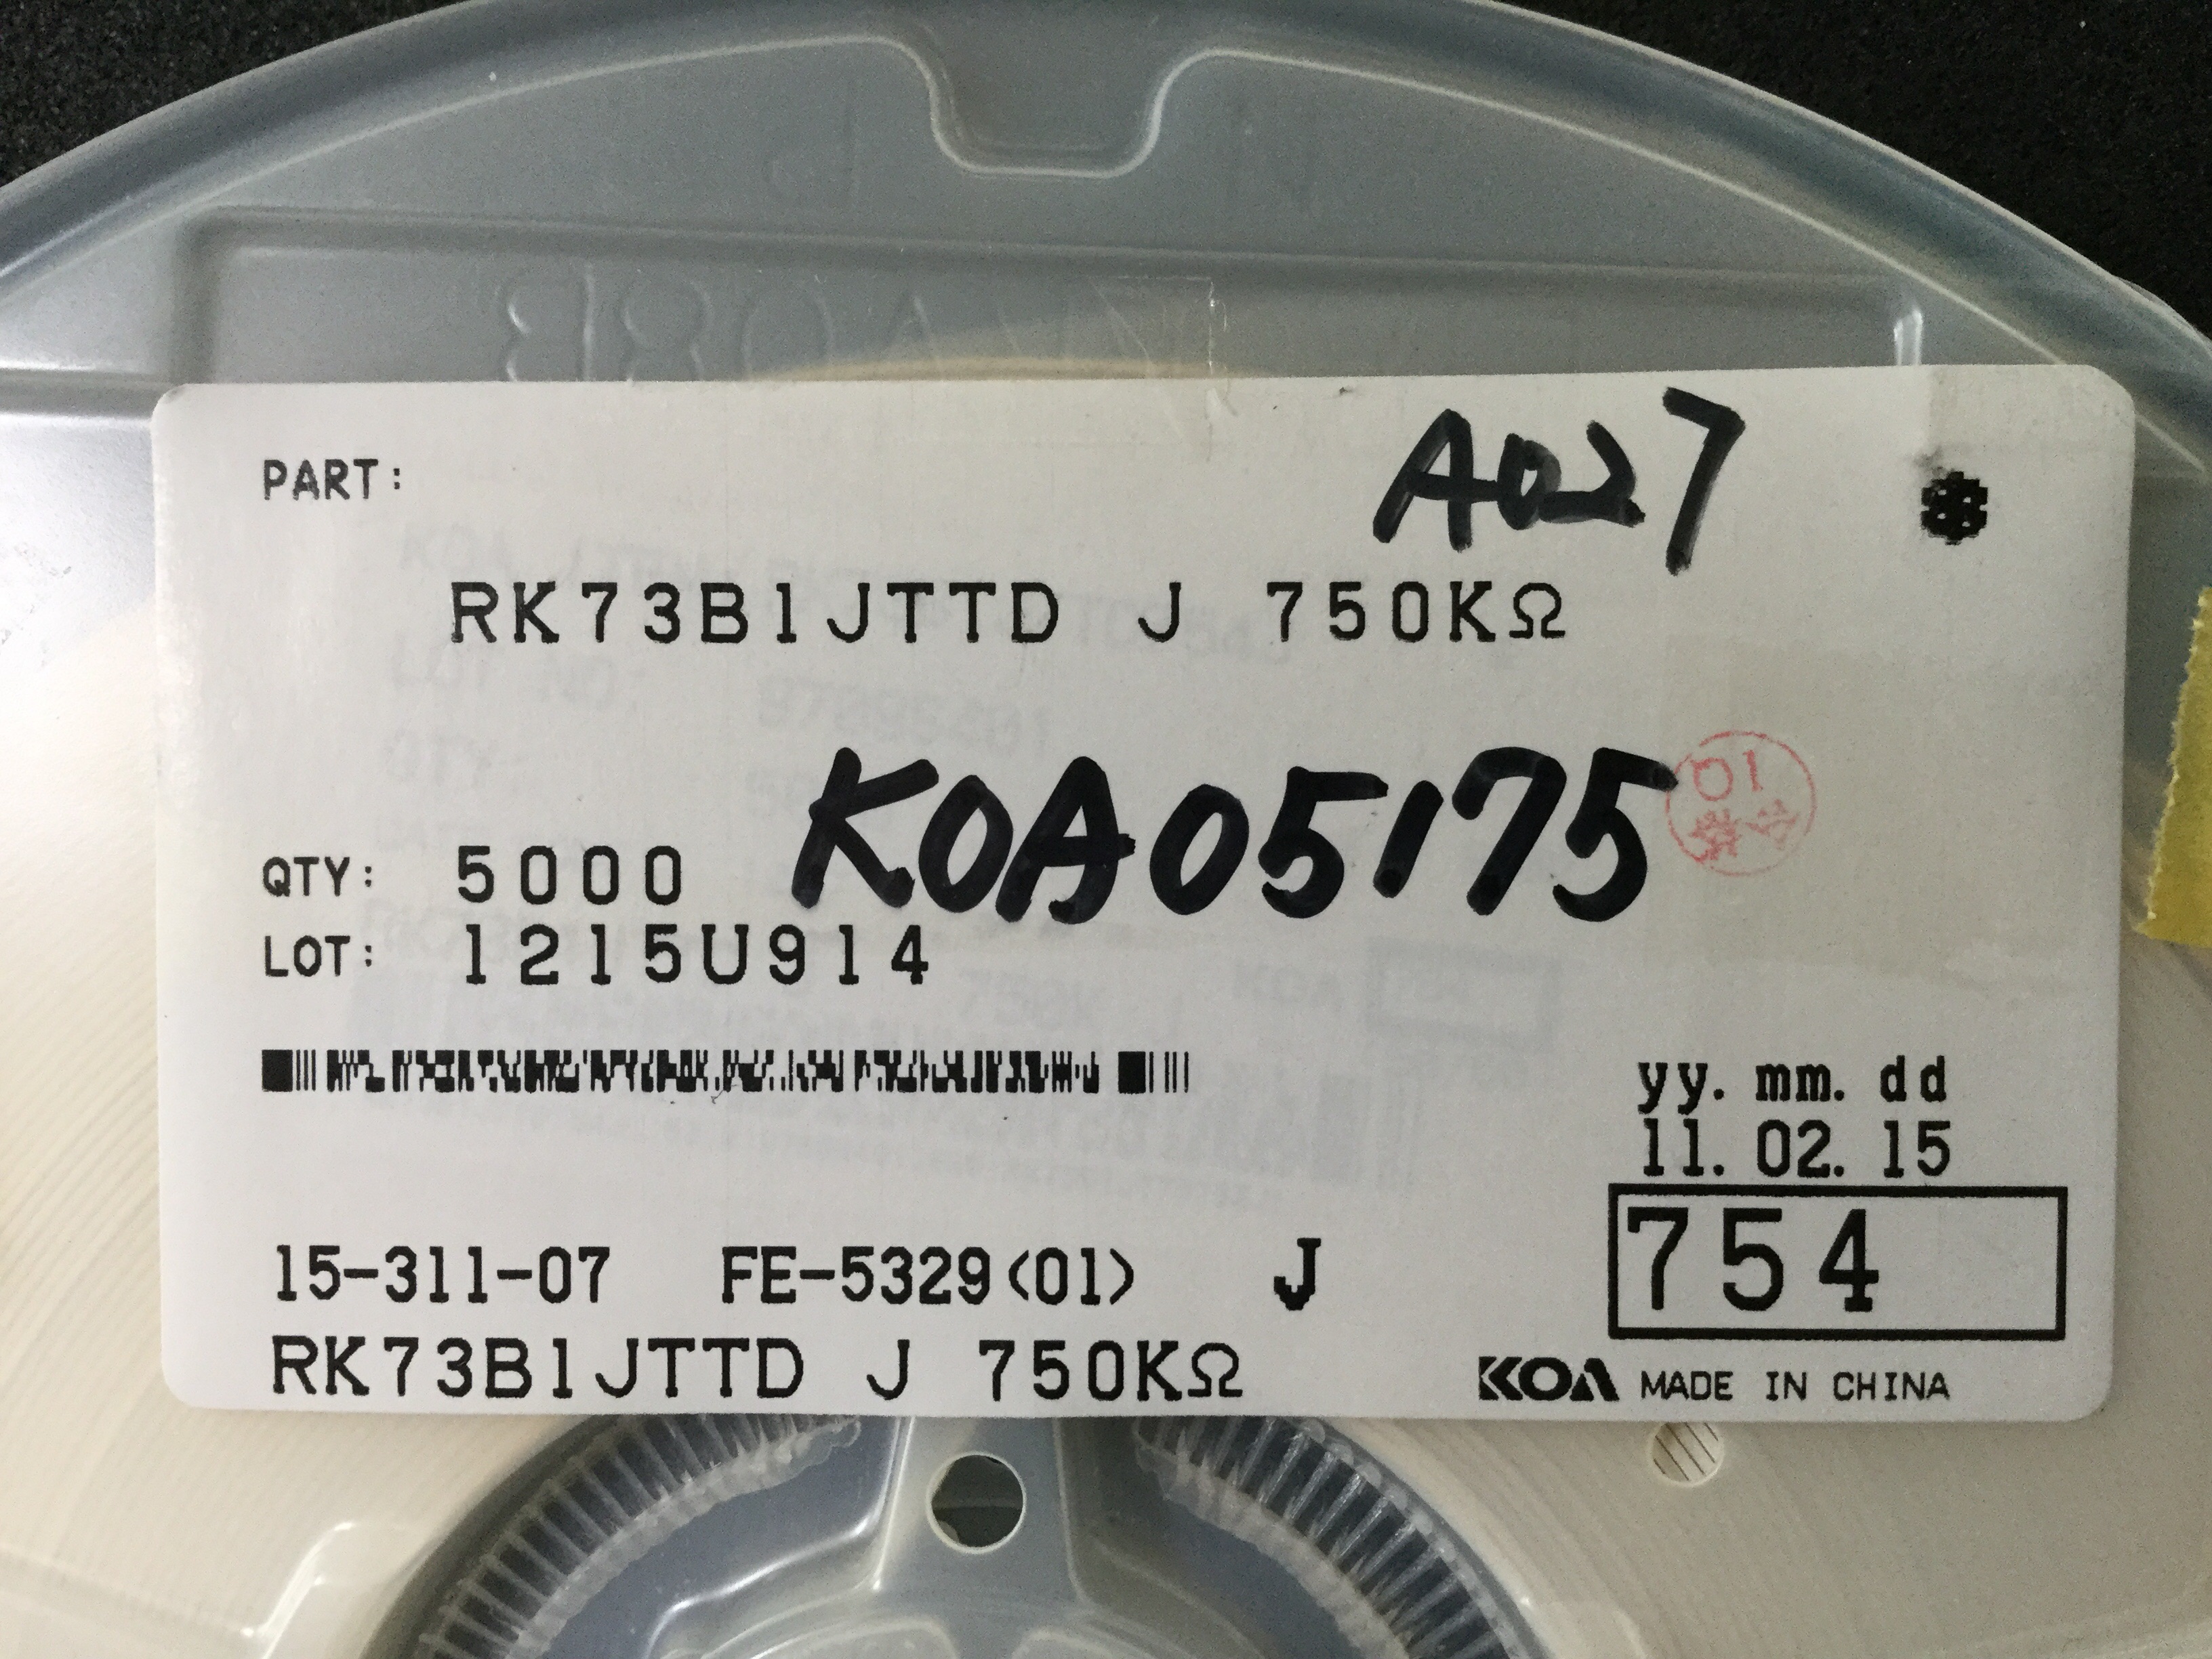 A027
PART:
RK73B1JTTD J 750KΩ
KOA05175
01
QTY: 5000
LOT: 1215U914
yy. mm. dd
11. 02. 15
754
15-311-07 FE-5329(01) J
RK73B1JTTD J 750KΩ
KOA MADE IN CHINA